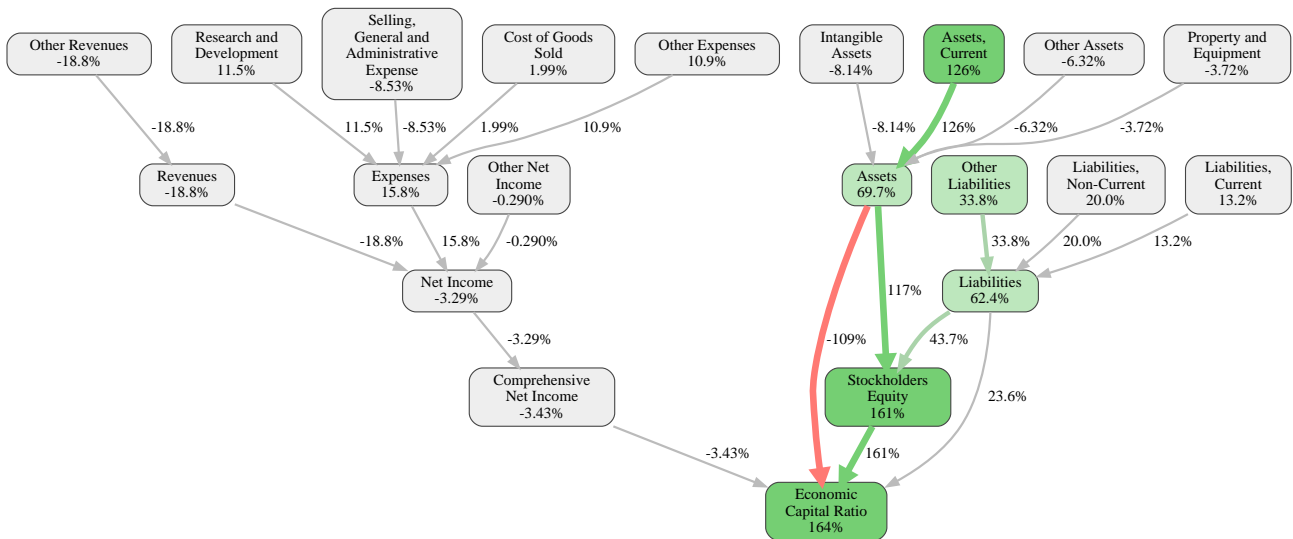 Other Revenues
-18.8%
Research and
Development
11.5%
Selling,
General and
Administrative
Expense
-8.53%
Cost of Goods
Sold
1.99%
Other Expenses
10.9%
Intangible
Assets
-8.14%
Assets,
Current
126%
Other Assets
-6.32%
Property and
Equipment
-3.72%
-18.8%
11.5%
-8.53%
1.99%
10.9%
-8.14%
126%
-6.32%
-3.72%
Revenues
-18.8%
Expenses
15.8%
Other Net
Income
-0.290%
Assets
69.7%
Other
Liabilities
33.8%
Liabilities,
Non-Current
20.0%
Liabilities,
Current
13.2%
-18.8%
15.8%
-0.290%
33.8%
20.0%
13.2%
Net Income
-3.29%
Liabilities
62.4%
117%
-3.29%
-109%
43.7%
Comprehensive
Net Income
-3.43%
Stockholders
Equity
161%
23.6%
-3.43%
161%
Economic
Capital Ratio
164%